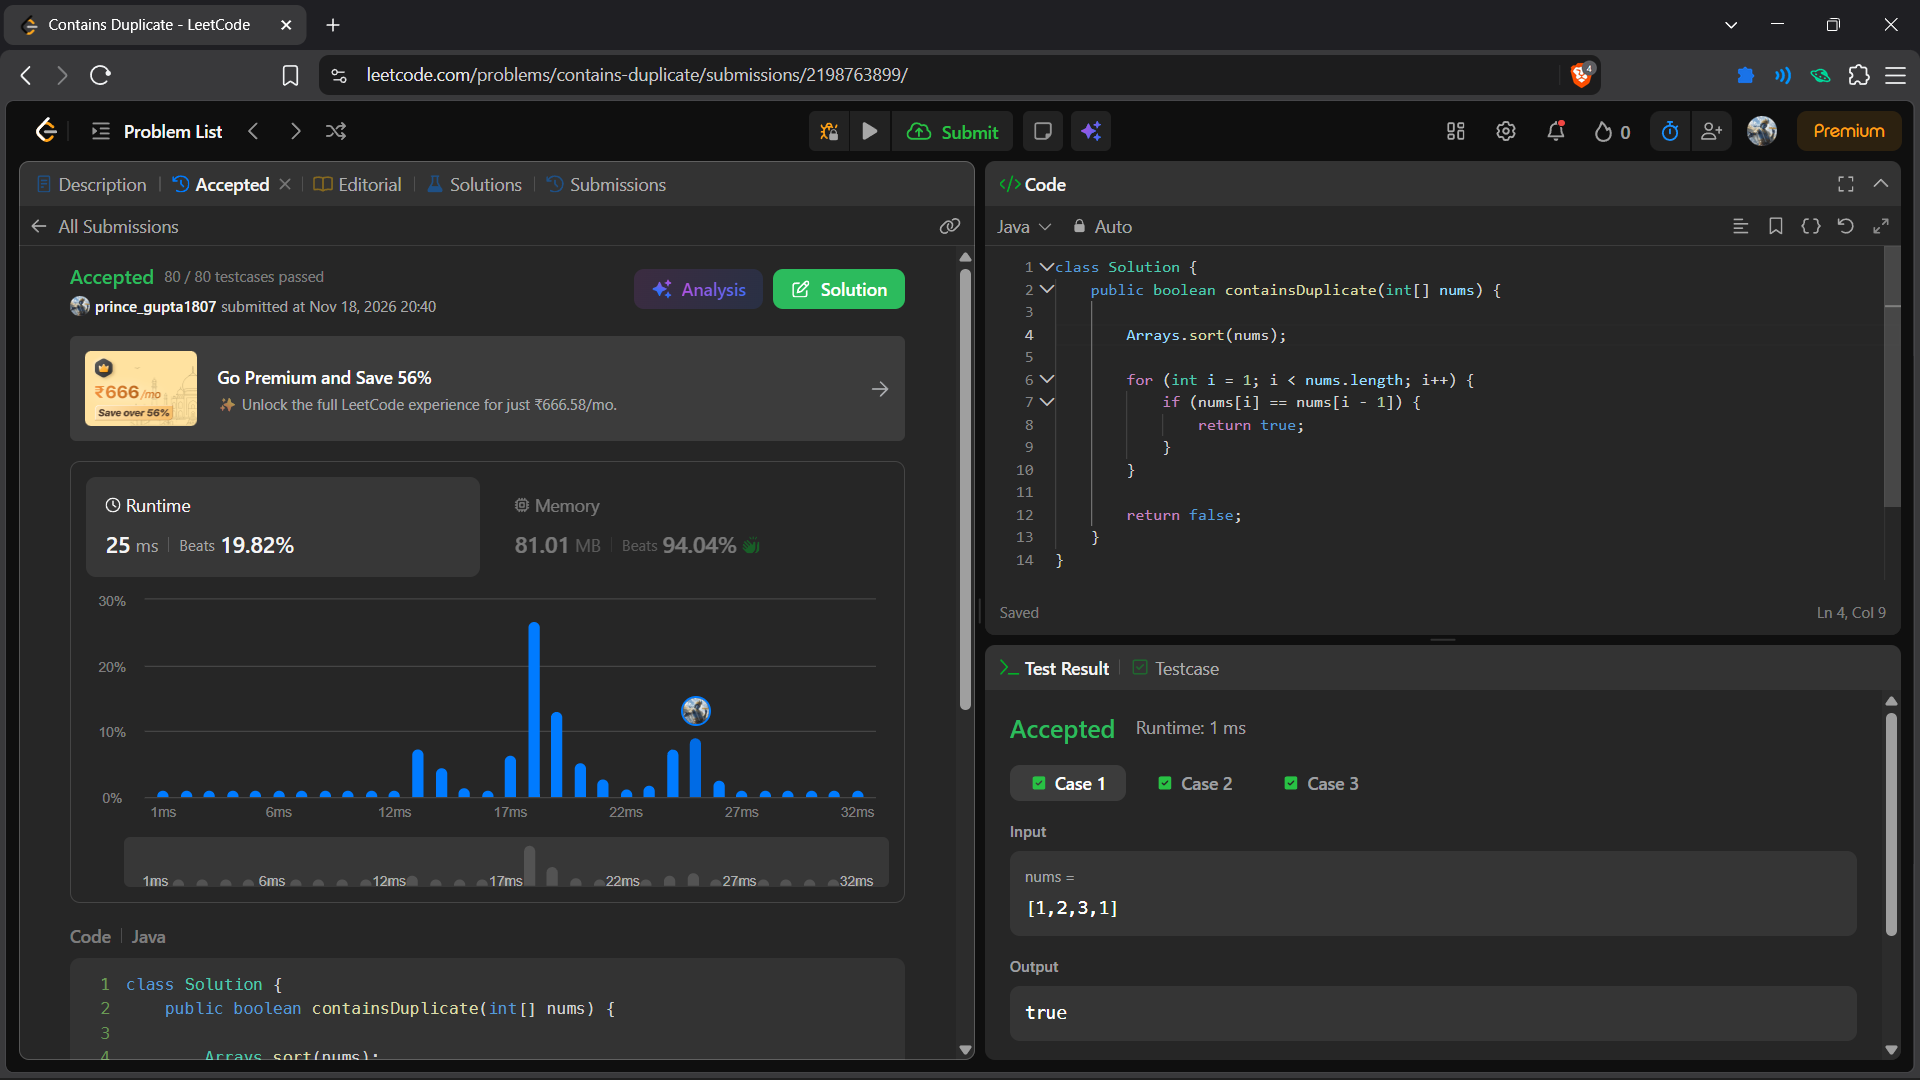 Contains Duplicate - LeetCode
leetcode.com/problems/contains-duplicate/submissions/2198763899/
4
Problem List
Submit
0
Premium
Description
Accepted
Editorial
Solutions
Submissions
All Submissions
Accepted 80 / 80 testcases passed
prince_gupta1807 submitted at Nov 18, 2026 20:40
Analysis
Solution
₹666/mo
Save over 56%
Go Premium and Save 56%
✨ Unlock the full LeetCode experience for just ₹666.58/mo.
Runtime
25 ms Beats 19.82%
Memory
81.01 MB Beats 94.04%
30%
20%
10%
0%
1ms 6ms 12ms 17ms 22ms 27ms 32ms
1ms 6ms 12ms 17ms 22ms 27ms 32ms
Code Java
1 class Solution {
2 public boolean containsDuplicate(int[] nums) {
3
4 Arrays.sort(nums);
</> Code
Java Auto
1 class Solution {
2 public boolean containsDuplicate(int[] nums) {
3
4 Arrays.sort(nums);
5
6 for (int i = 1; i < nums.length; i++) {
7 if (nums[i] == nums[i - 1]) {
8 return true;
9 }
10 }
11
12 return false;
13 }
14 }
Saved
Ln 4, Col 9
Test Result
Testcase
Accepted Runtime: 1 ms
Case 1
Case 2
Case 3
Input
nums =
[1,2,3,1]
Output
true